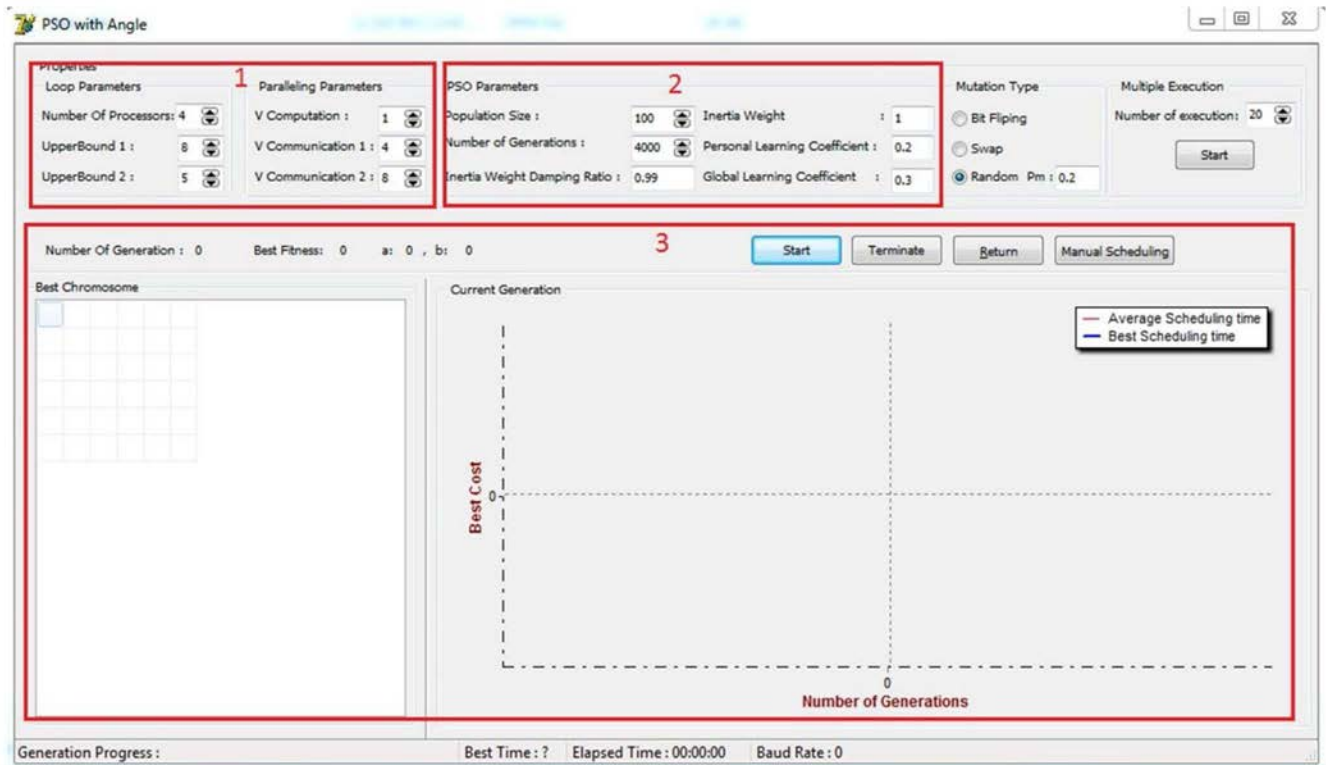 PSO with Angle
Properties
Loop Parameters
1
Paralleling Parameters
PSO Parameters
2
Mutation Type
Multiple Execution
Number Of Processors: 4
V Computation : 1
Population Size : 100
Inertia Weight : 1
Bit Fliping
Number of execution: 20
UpperBound 1 : 8
V Communication 1 : 4
Number of Generations : 4000
Personal Learning Coefficient : 0.2
Swap
Start
UpperBound 2 : 5
V Communication 2 : 8
Inertia Weight Damping Ratio : 0.99
Global Learning Coefficient : 0.3
Random Pm : 0.2
Number Of Generation : 0 Best Fitness: 0 a: 0 , b: 0
3
Start
Terminate
Return
Manual Scheduling
Best Chromosome
Current Generation
Average Scheduling time
Best Scheduling time
Best Cost
0
0
Number of Generations
Generation Progress :
Best Time : ?
Elapsed Time : 00:00:00
Baud Rate : 0